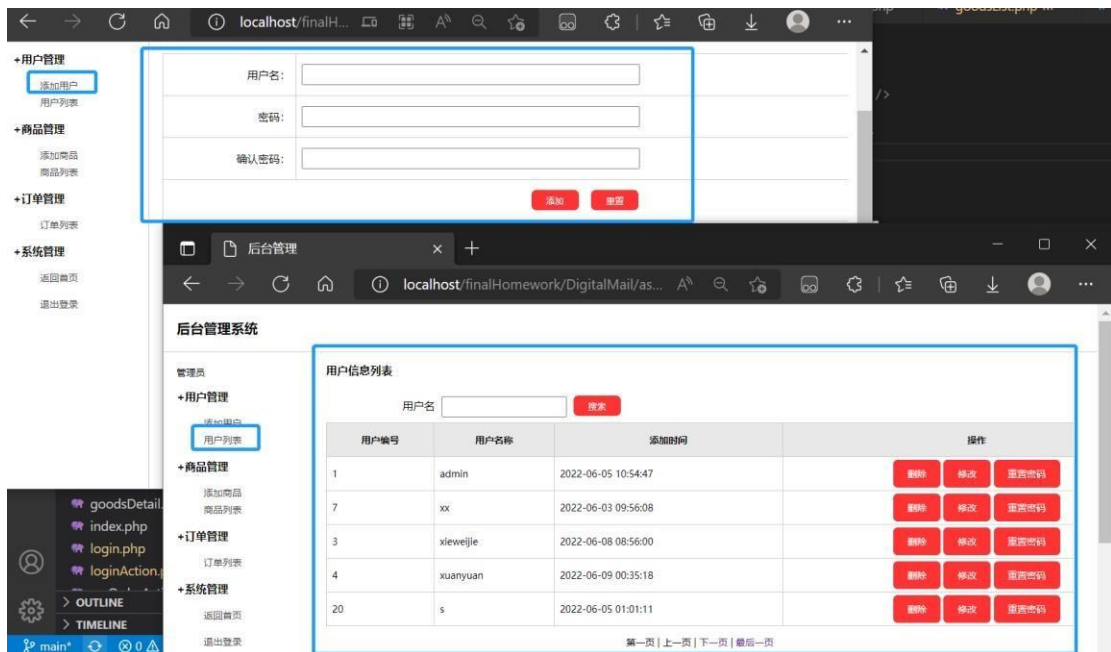 localhost/finalH...
+用户管理
添加用户
用户列表
+商品管理
添加商品
商品列表
+订单管理
订单列表
+系统管理
返回首页
退出登录
用户名:
密码:
确认密码:
添加 重置
/>
后台管理
localhost/finalHomework/DigitalMail/as...
后台管理系统
管理员
+用户管理
添加用户
用户列表
+商品管理
添加商品
商品列表
+订单管理
订单列表
+系统管理
返回首页
退出登录
用户信息列表
用户名 搜索
用户编号 用户名称 添加时间 操作
1 admin 2022-06-05 10:54:47 删除 修改 重置密码
7 xx 2022-06-03 09:56:08 删除 修改 重置密码
3 xieweijie 2022-06-08 08:56:00 删除 修改 重置密码
4 xuanyuan 2022-06-09 00:35:18 删除 修改 重置密码
20 s 2022-06-05 01:01:11 删除 修改 重置密码
第一页 | 上一页 | 下一页 | 最后一页
goodsDetail.
index.php
login.php
loginAction.
> OUTLINE
> TIMELINE
main* 0